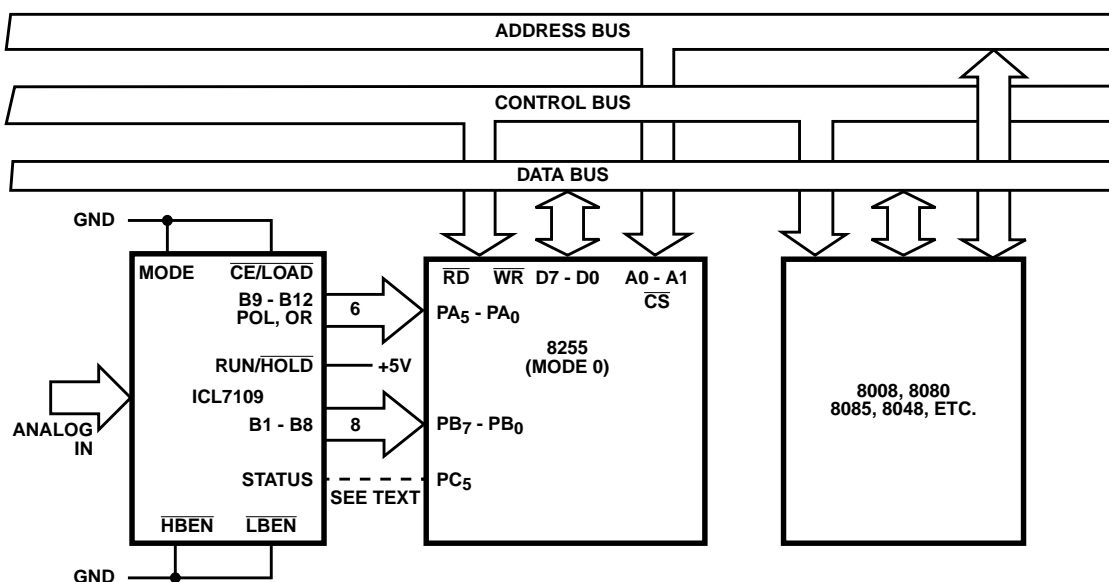 ADDRESS BUS
CONTROL BUS
DATA BUS
GND
MODE
CE/LOAD
B9 - B12
POL, OR
6
RUN/HOLD
+5V
ICL7109
ANALOG
IN
B1 - B8
8
STATUS
SEE TEXT
HBEN
LBEN
GND
RD WR D7 - D0 A0 - A1
CS
PA5 - PA0
8255
(MODE 0)
PB7 - PB0
PC5
8008, 8080
8085, 8048, ETC.